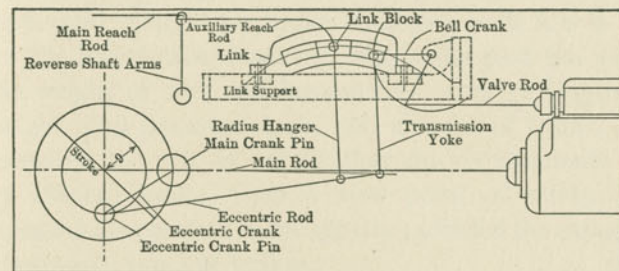 Main Reach
Rod
Reverse Shaft Arms
Auxiliary Reach
Rod
Link
Link Support
Link Block
Bell Crank
Valve Rod
Radius Hanger
Transmission
Yoke
Main Crank Pin
Main Rod
Stroke
9
Eccentric Rod
Eccentric Crank
Eccentric Crank Pin